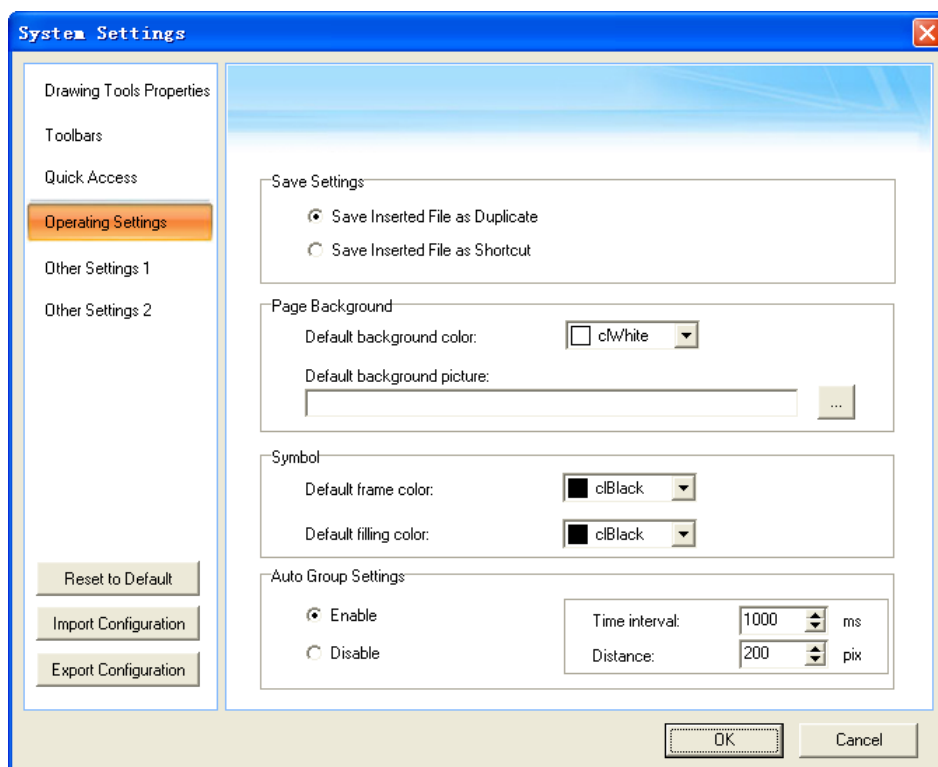 System Settings
Drawing Tools Properties
Toolbars
Quick Access
Operating Settings
Other Settings 1
Other Settings 2
Reset to Default
Import Configuration
Export Configuration
Save Settings
Save Inserted File as Duplicate
Save Inserted File as Shortcut
Page Background
Default background color: clWhite
Default background picture:
...
Symbol
Default frame color: clBlack
Default filling color: clBlack
Auto Group Settings
Enable
Disable
Time interval: 1000 ms
Distance: 200 pix
OK Cancel